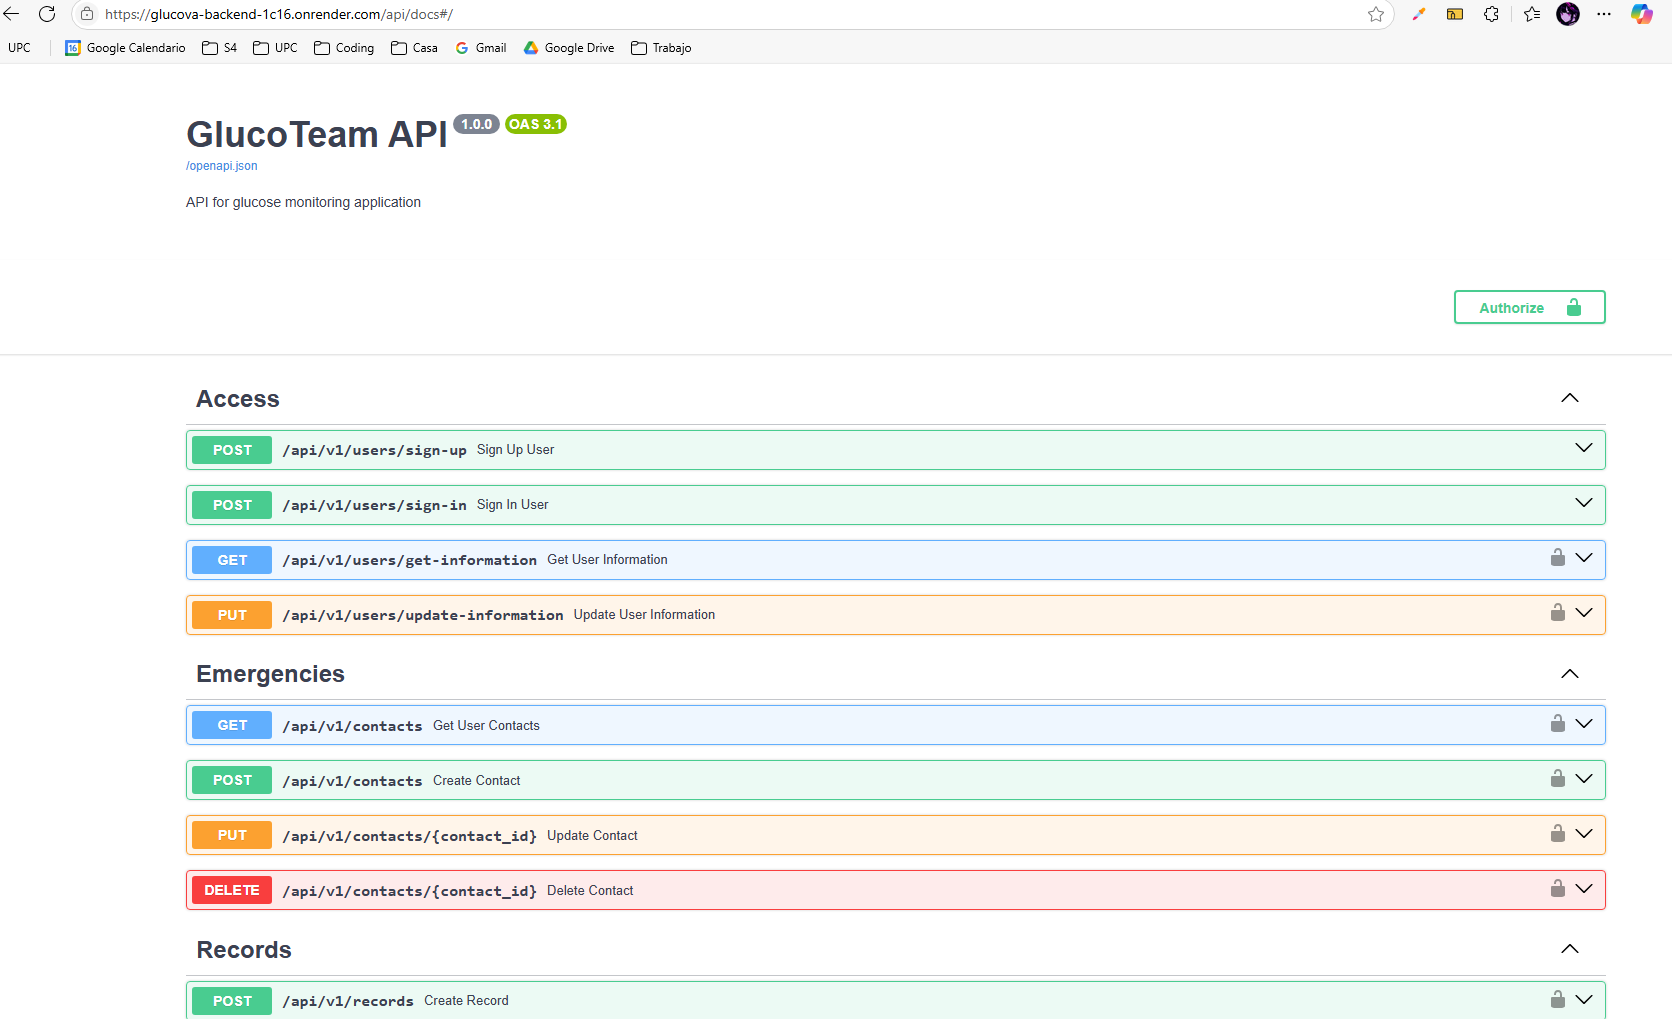 https://glucova-backend-1c16.onrender.com/api/docs#/
UPC 16 Google Calendario S4 UPC Coding Casa Gmail Google Drive Trabajo
GlucoTeam API 1.0.0 OAS 3.1
/openapi.json
API for glucose monitoring application
Authorize
Access
POST /api/v1/users/sign-up Sign Up User
POST /api/v1/users/sign-in Sign In User
GET /api/v1/users/get-information Get User Information
PUT /api/v1/users/update-information Update User Information
Emergencies
GET /api/v1/contacts Get User Contacts
POST /api/v1/contacts Create Contact
PUT /api/v1/contacts/{contact_id} Update Contact
DELETE /api/v1/contacts/{contact_id} Delete Contact
Records
POST /api/v1/records Create Record